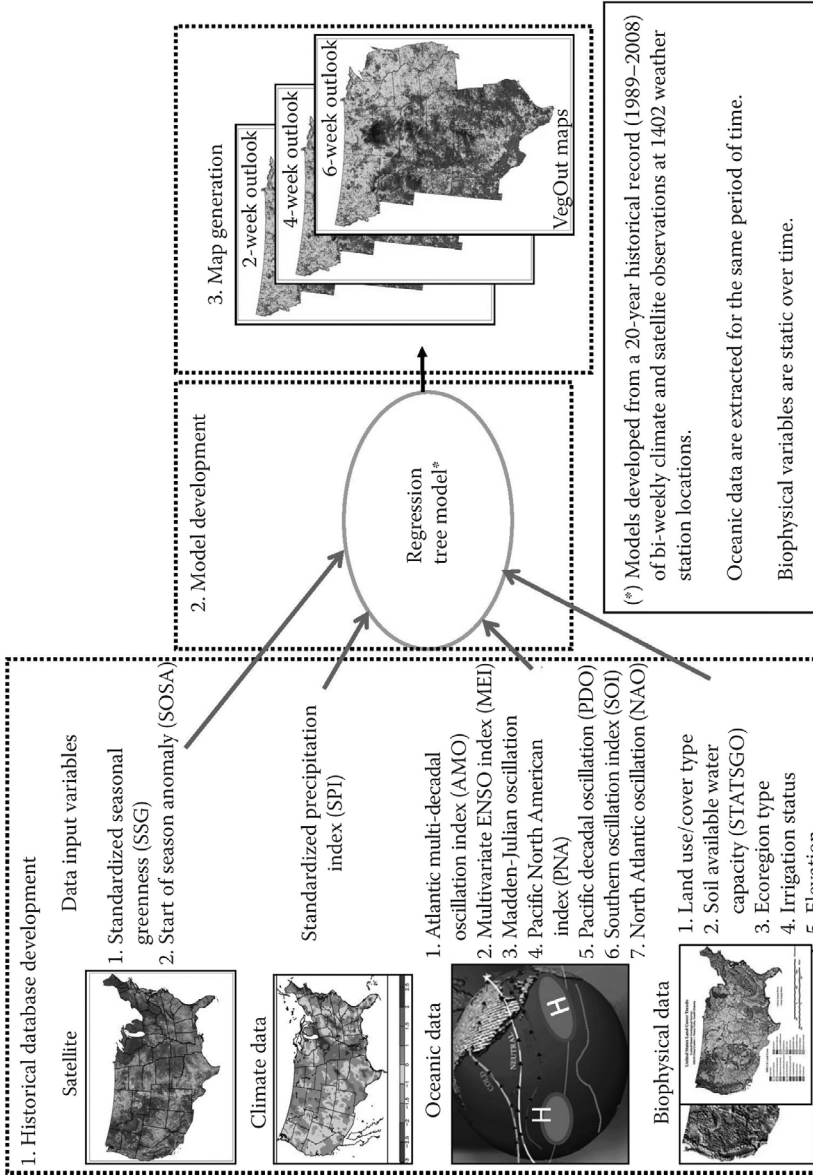 1. Historical database development
Data input variables
Satellite
1. Standardized seasonal
greenness (SSG)
2. Start of season anomaly (SOSA)
Climate data
Standardized precipitation
index (SPI)
Oceanic data
COLD
NEUTRAL
H
H
1. Atlantic multi-decadal
oscillation index (AMO)
2. Multivariate ENSO index (MEI)
3. Madden-Julian oscillation
4. Pacific North American
index (PNA)
5. Pacific decadal oscillation (PDO)
6. Southern oscillation index (SOI)
7. North Atlantic oscillation (NAO)
Biophysical data
United States Land Cover Trends
1. Land use/cover type
2. Soil available water
capacity (STATSGO)
3. Ecoregion type
4. Irrigation status
5. Elevation
2. Model development
Regression
tree model*
3. Map generation
2-week outlook
4-week outlook
6-week outlook
VegOut maps
(*) Models developed from a 20-year historical record (1989–2008)
of bi-weekly climate and satellite observations at 1402 weather
station locations.
Oceanic data are extracted for the same period of time.
Biophysical variables are static over time.